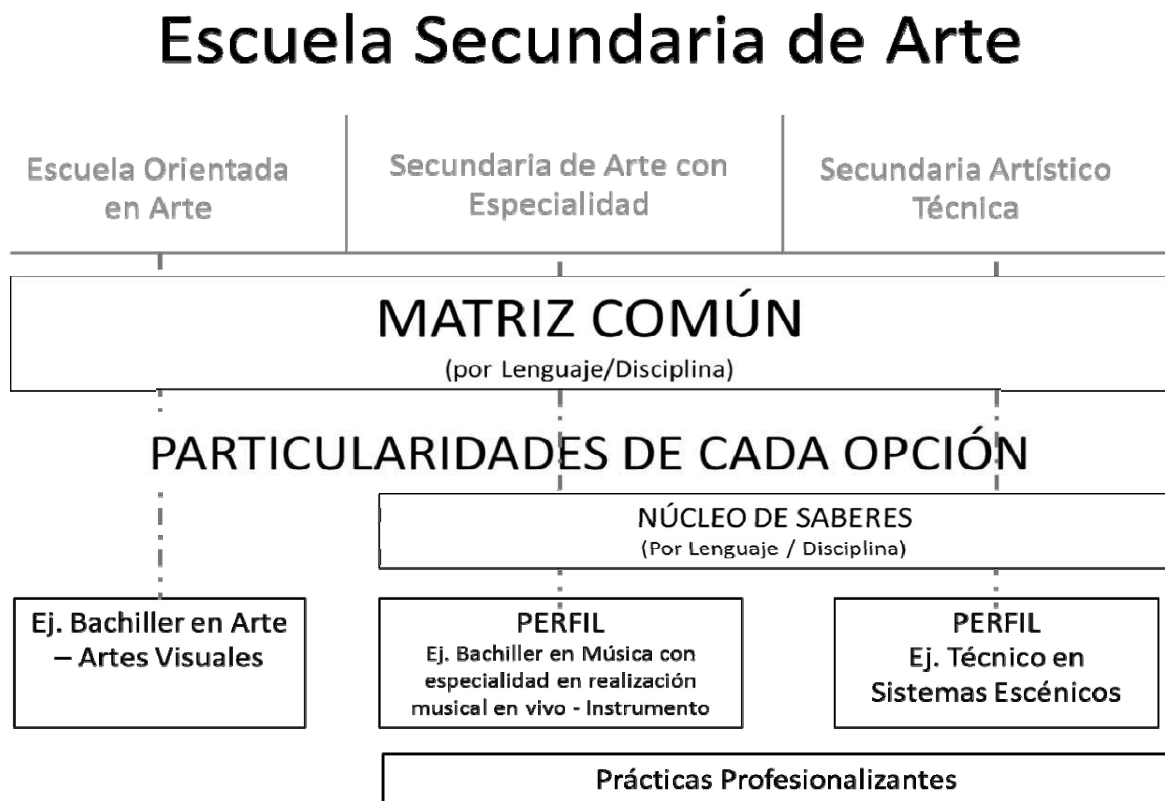 Escuela Secundaria de Arte
Escuela Orientada
en Arte
Secundaria de Arte con
Especialidad
Secundaria Artístico
Técnica
MATRIZ COMÚN
(por Lenguaje/Disciplina)
PARTICULARIDADES DE CADA OPCIÓN
NÚCLEO DE SABERES
(Por Lenguaje / Disciplina)
Ej. Bachiller en Arte
– Artes Visuales
PERFIL
Ej. Bachiller en Música con
especialidad en realización
musical en vivo - Instrumento
PERFIL
Ej. Técnico en
Sistemas Escénicos
Prácticas Profesionalizantes